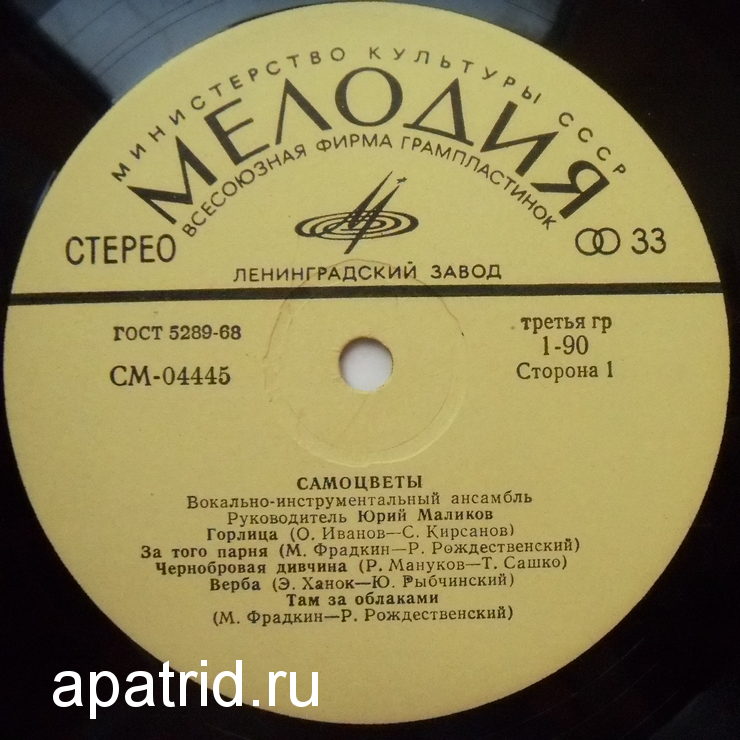 МИНИСТЕРСТВО КУЛЬТУРЫ СССР
МЕЛОДИЯ
ВСЕСОЮЗНАЯ ФИРМА ГРАМПЛАСТИНОК
СТЕРЕО
33
ЛЕНИНГРАДСКИЙ ЗАВОД
ГОСТ 5289-68
СМ-04445
третья гр
1-90
Сторона 1
САМОЦВЕТЫ
Вокально-инструментальный ансамбль
Руководитель Юрий Маликов
Горлица (О. Иванов—С. Кирсанов)
За того парня (М. Фрадкин—Р. Рождественский)
Чернобровая дивчина (Р. Мануков—Т. Сашко)
Верба (Э. Ханок—Ю. Рыбчинский)
Там за облаками
(М. Фрадкин—Р. Рождественский)
apatrid.ru